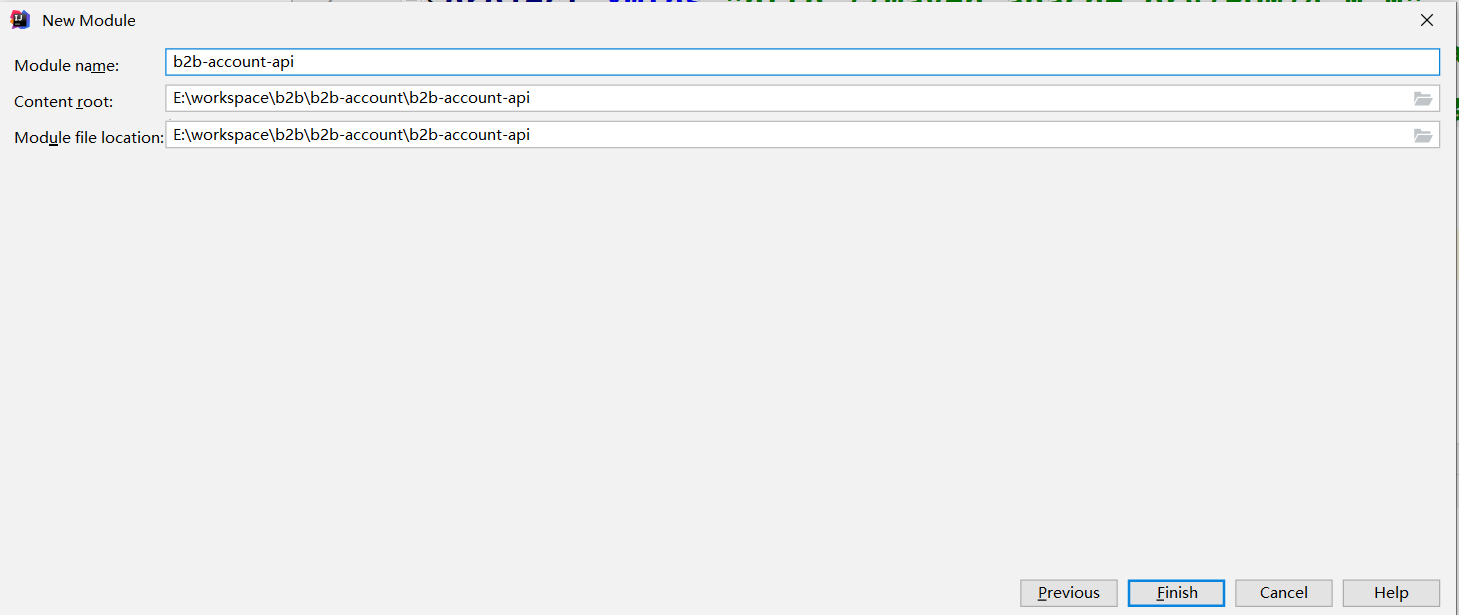 New Module
Module name: b2b-account-api
Content root: E:\workspace\b2b\b2b-account\b2b-account-api
Module file location: E:\workspace\b2b\b2b-account\b2b-account-api
Previous Finish Cancel Help